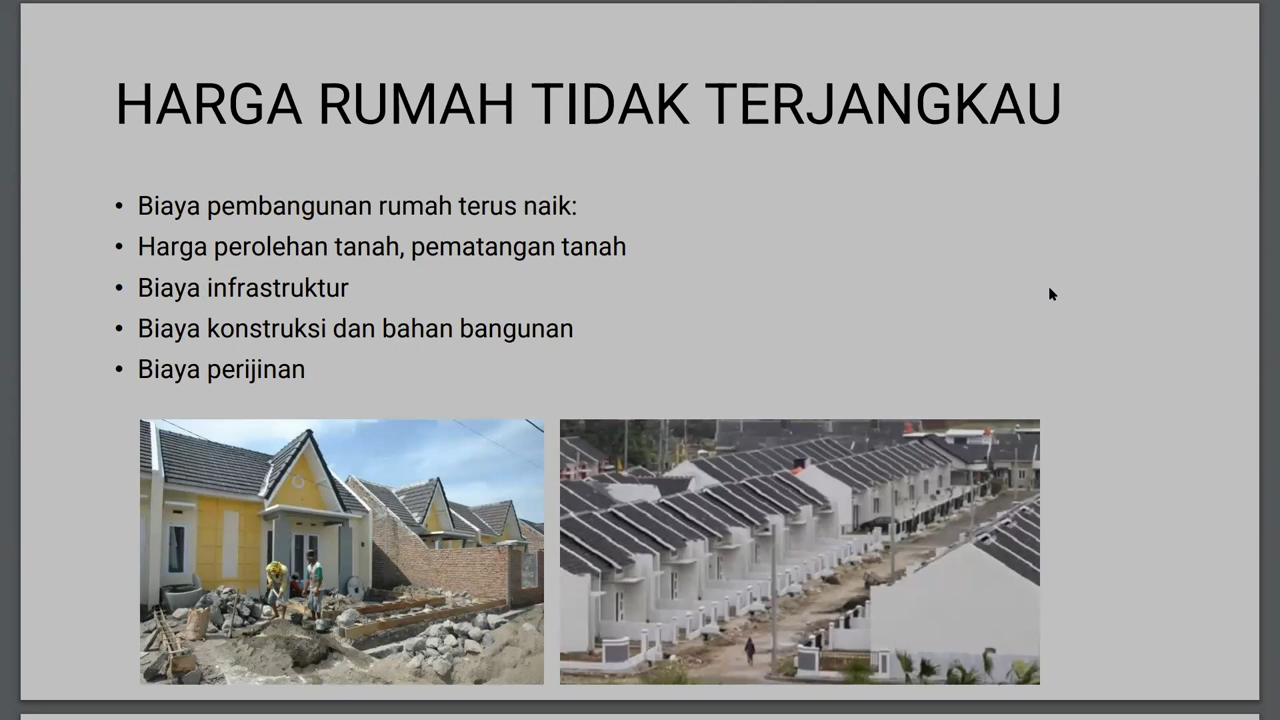 HARGA RUMAH TIDAK TERJANGKAU
• Biaya pembangunan rumah terus naik:
• Harga perolehan tanah, pematangan tanah
• Biaya infrastruktur
• Biaya konstruksi dan bahan bangunan
• Biaya perijinan